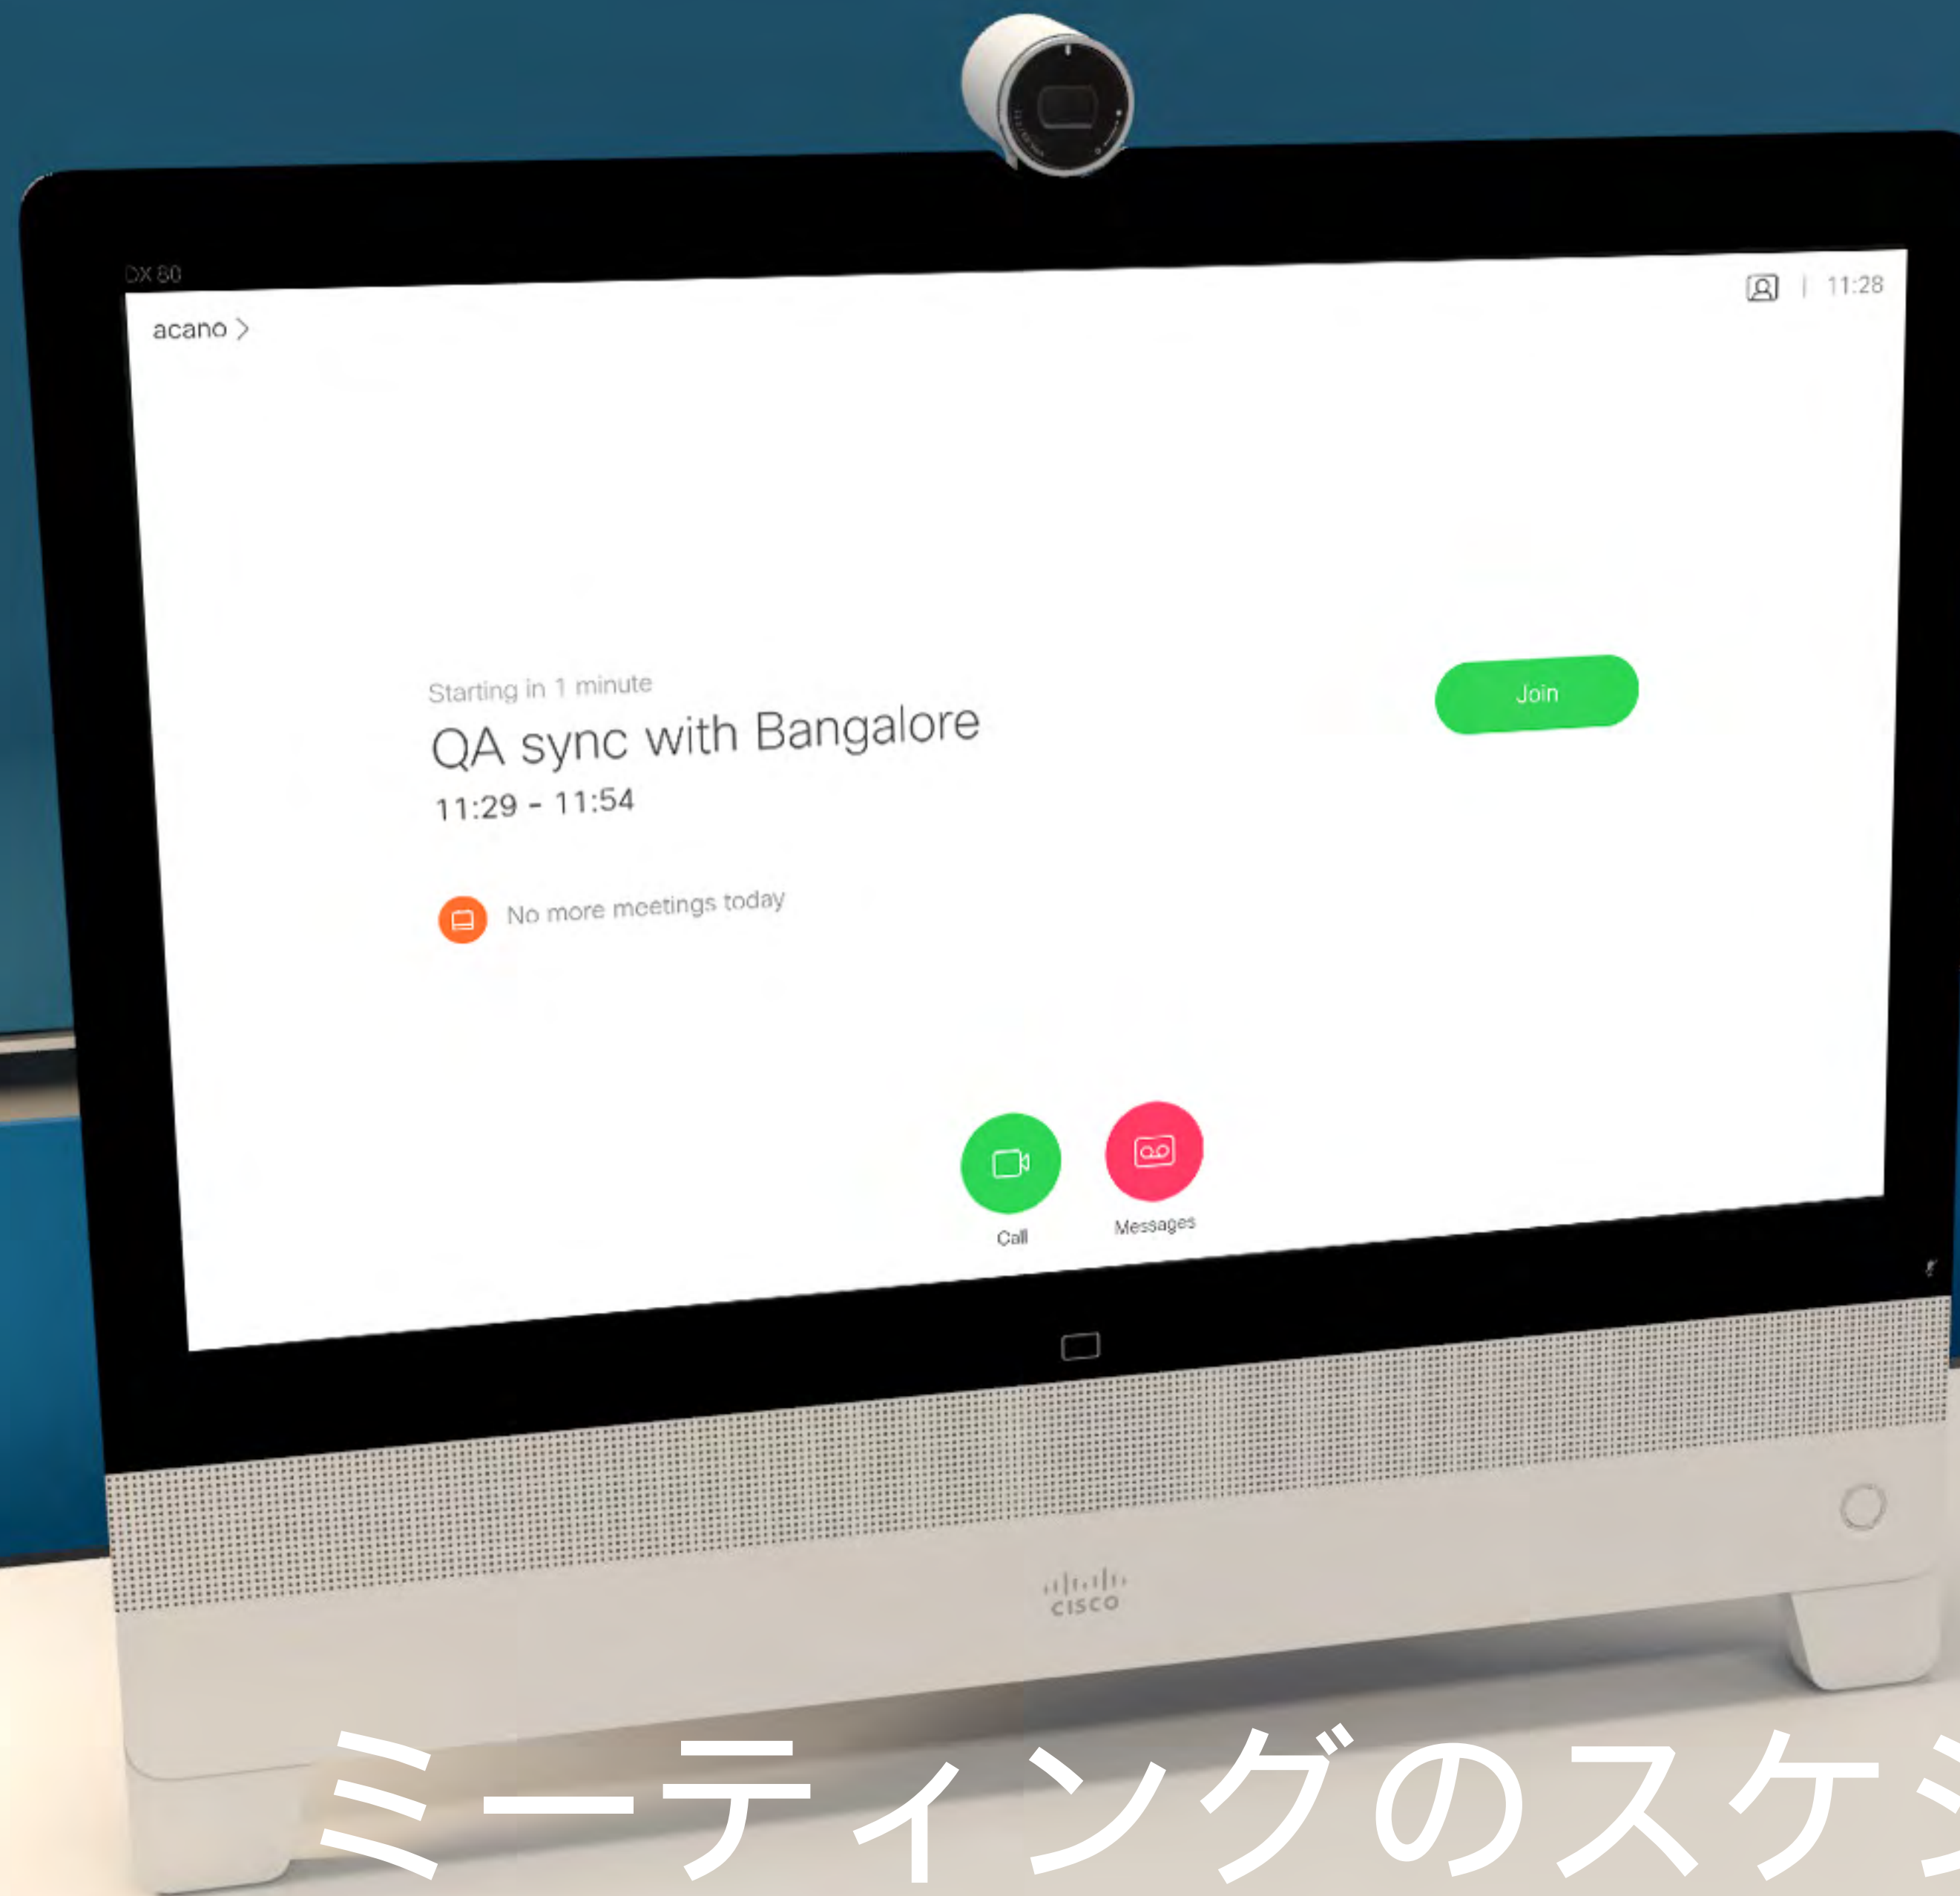 DX 80
acano
11:28
Starting in 1 minute
QA sync with Bangalore
11:29 - 11:54
Join
No more meetings today
Call
Messages
CISCO
ミーティングのスケジ